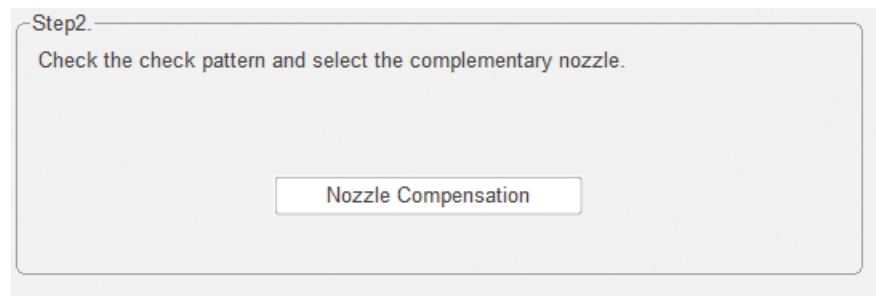 Step2.
Check the check pattern and select the complementary nozzle.
Nozzle Compensation